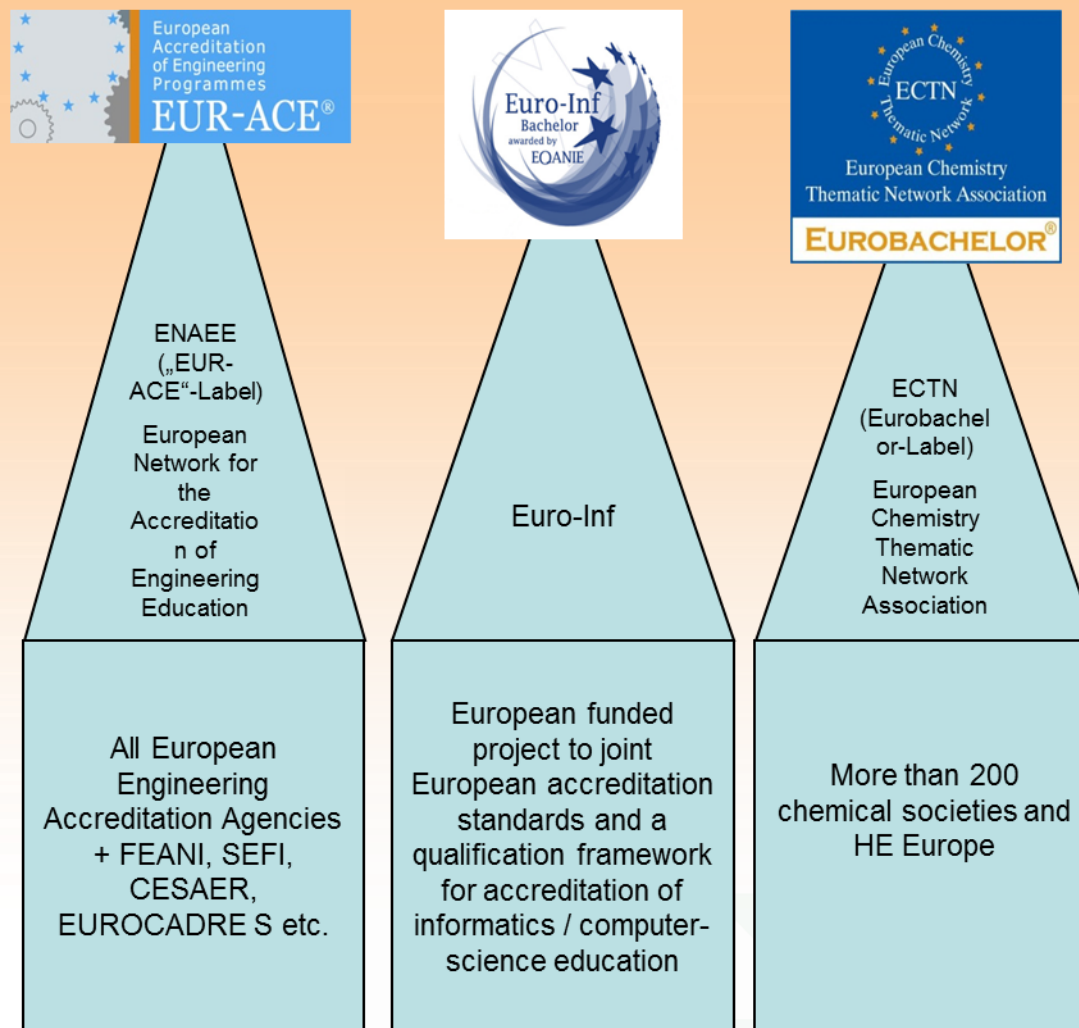 European
Accreditation
of Engineering
Programmes
EUR-ACE®
ENAEE
(„EUR-
ACE“-Label)
European
Network for
the
Accreditatio
n of
Engineering
Education
All European
Engineering
Accreditation Agencies
+ FEANI, SEFI,
CESAER,
EUROCADRE S etc.
Euro-Inf
Bachelor
awarded by
EQANIE
Euro-Inf
European funded
project to joint
European accreditation
standards and a
qualification framework
for accreditation of
informatics / computer-
science education
European Chemistry
ECTN
Thematic Network
European Chemistry
Thematic Network Association
EUROBACHELOR®
ECTN
(Eurobachel
or-Label)
European
Chemistry
Thematic
Network
Association
More than 200
chemical societies and
HE Europe